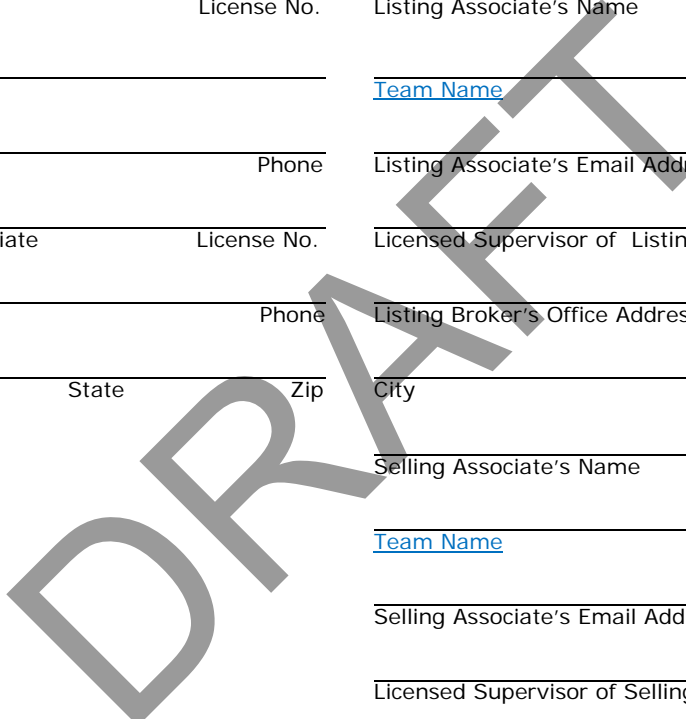 License No.
Phone
iate License No.
Phone
State Zip
Listing Associate's Name
Team Name
Listing Associate's Email Addr
Licensed Supervisor of Listin
Listing Broker's Office Addres
City
Selling Associate's Name
Team Name
Selling Associate's Email Add
Licensed Supervisor of Selling
DRAFT